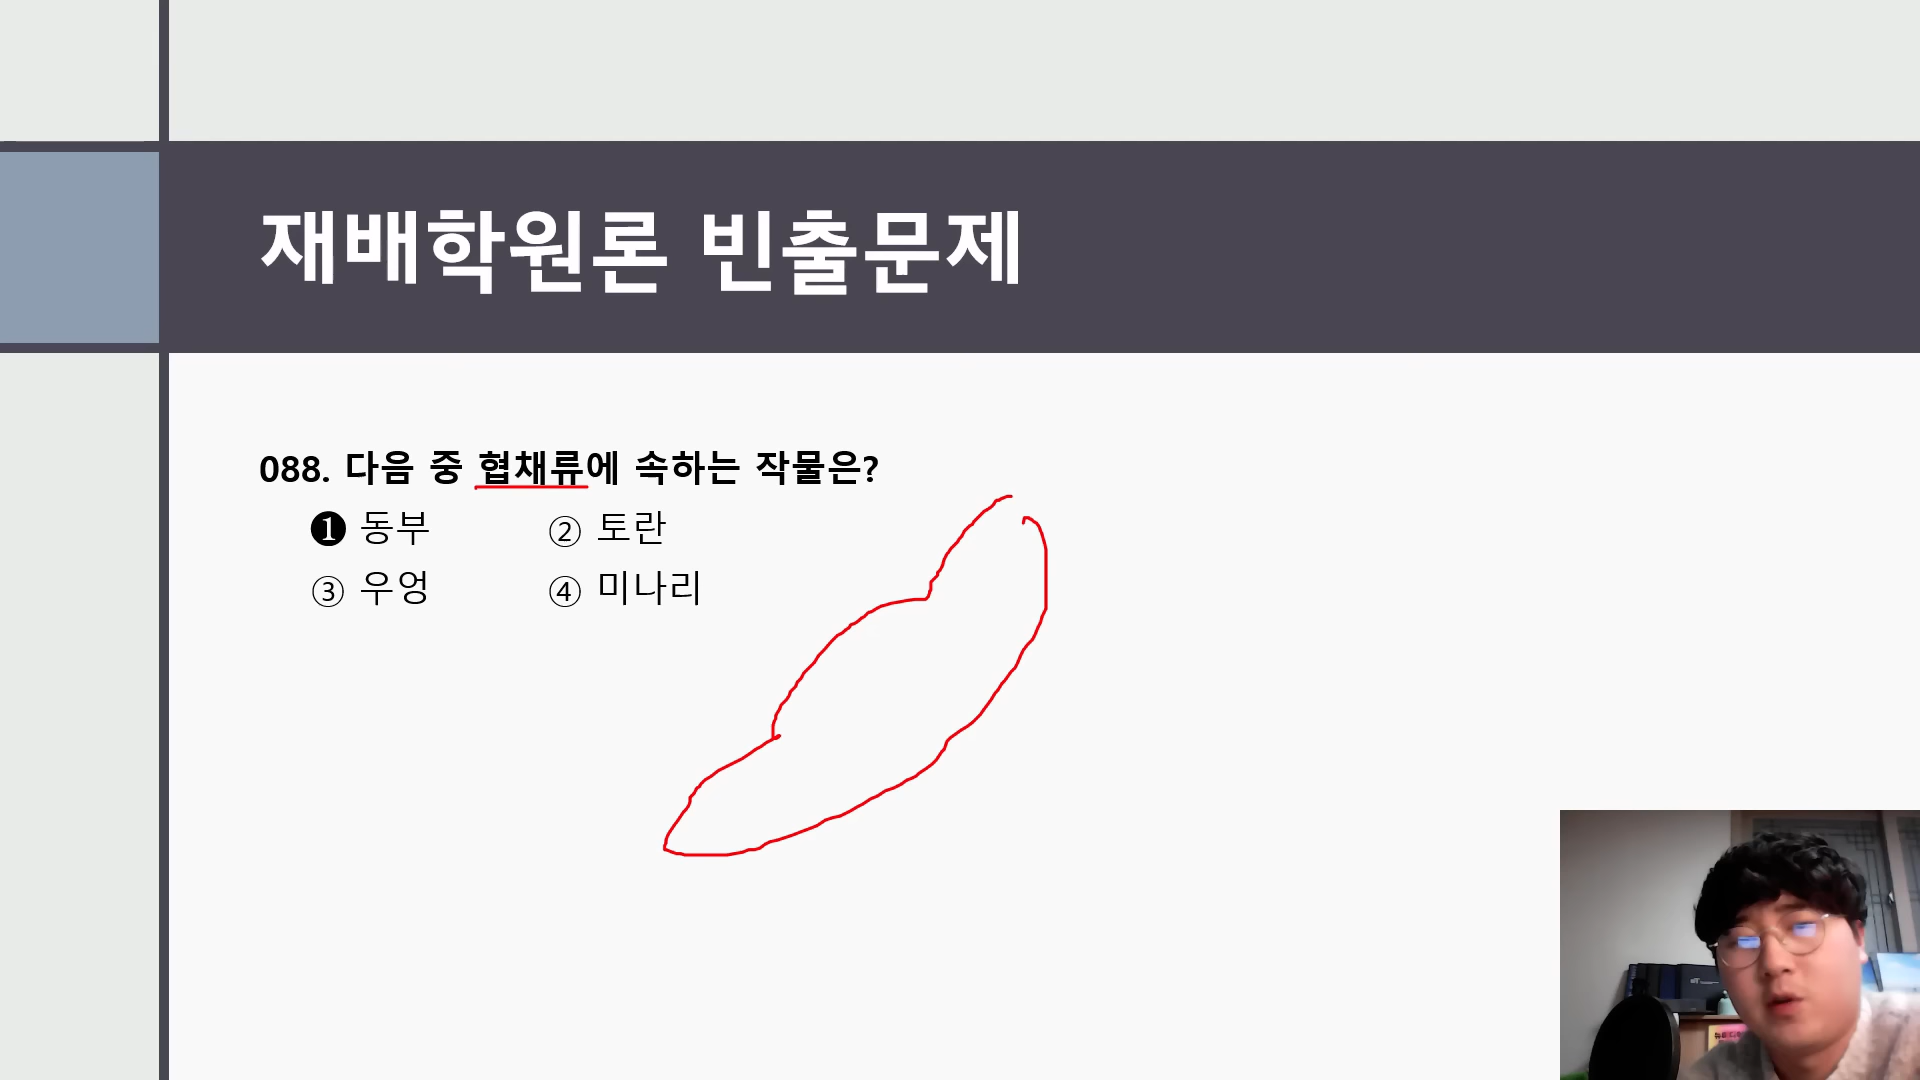 재배학원론 빈출문제
088. 다음 중 협채류에 속하는 작물은?
❶ 동부 ② 토란
③ 우엉 ④ 미나리